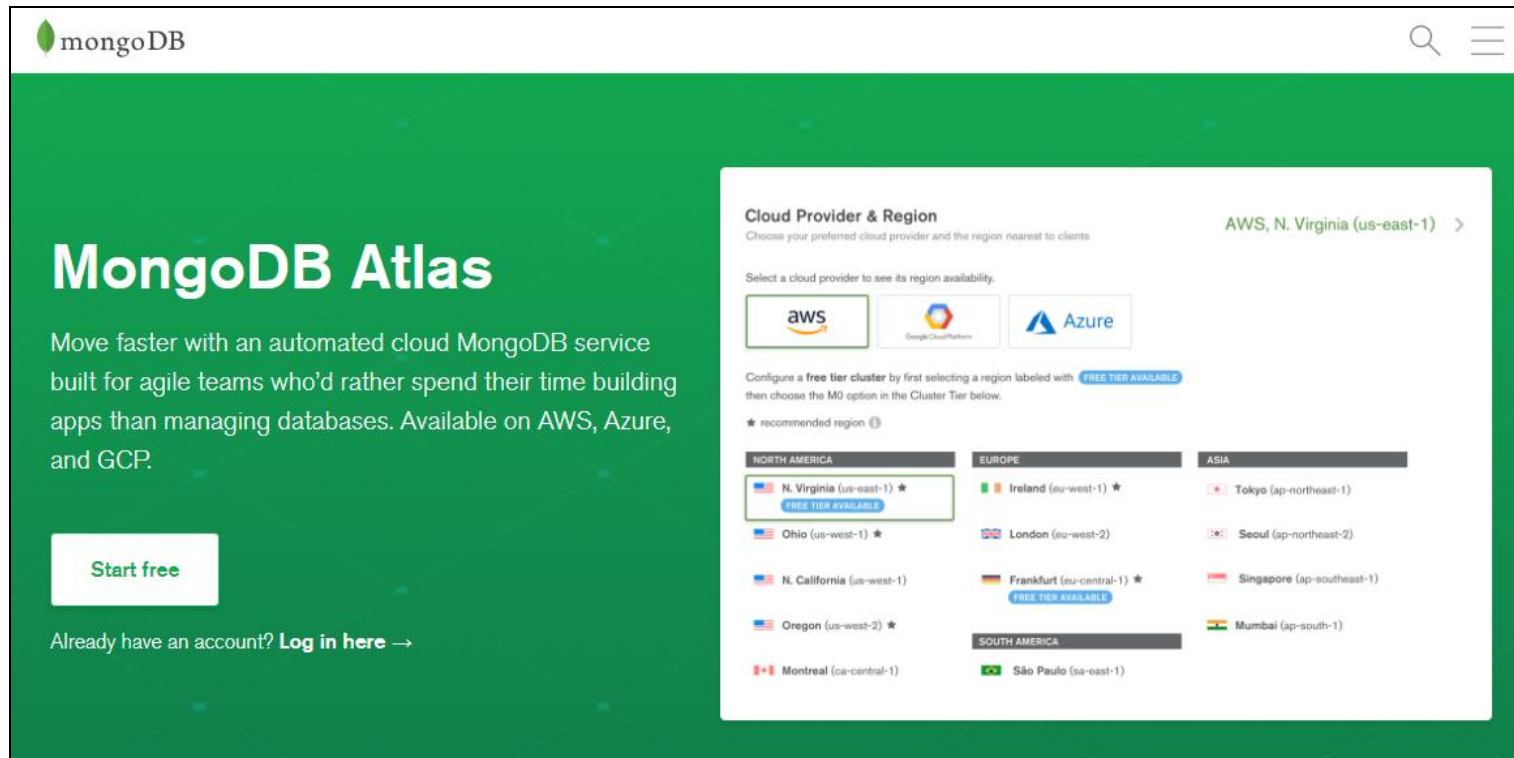 mongoDB
MongoDB Atlas
Move faster with an automated cloud MongoDB service
built for agile teams who'd rather spend their time building
apps than managing databases. Available on AWS, Azure,
and GCP.
Start free
Already have an account? Log in here →
Cloud Provider & Region
Choose your preferred cloud provider and the region nearest to clients
AWS, N. Virginia (us-east-1)
Select a cloud provider to see its region availability.
aws
Google Cloud Platform
Azure
Configure a free tier cluster by first selecting a region labeled with FREE TIER AVAILABLE
then choose the M0 option in the Cluster Tier below.
★ recommended region
NORTH AMERICA
N. Virginia (us-east-1) ★
FREE TIER AVAILABLE
Ohio (us-west-1) ★
N. California (us-west-1)
Oregon (us-west-2) ★
Montreal (ca-central-1)
EUROPE
Ireland (eu-west-1) ★
London (eu-west-2)
Frankfurt (eu-central-1) ★
FREE TIER AVAILABLE
SOUTH AMERICA
São Paulo (sa-east-1)
ASIA
Tokyo (ap-northeast-1)
Seoul (ap-northeast-2)
Singapore (ap-southeast-1)
Mumbai (ap-south-1)